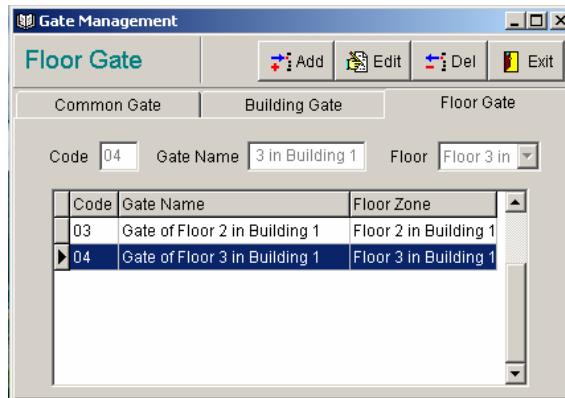 Gate Management
Floor Gate Add Edit Del Exit
Common Gate Building Gate Floor Gate
Code 04 Gate Name 3 in Building 1 Floor Floor 3 in
Code Gate Name Floor Zone
03 Gate of Floor 2 in Building 1 Floor 2 in Building 1
04 Gate of Floor 3 in Building 1 Floor 3 in Building 1